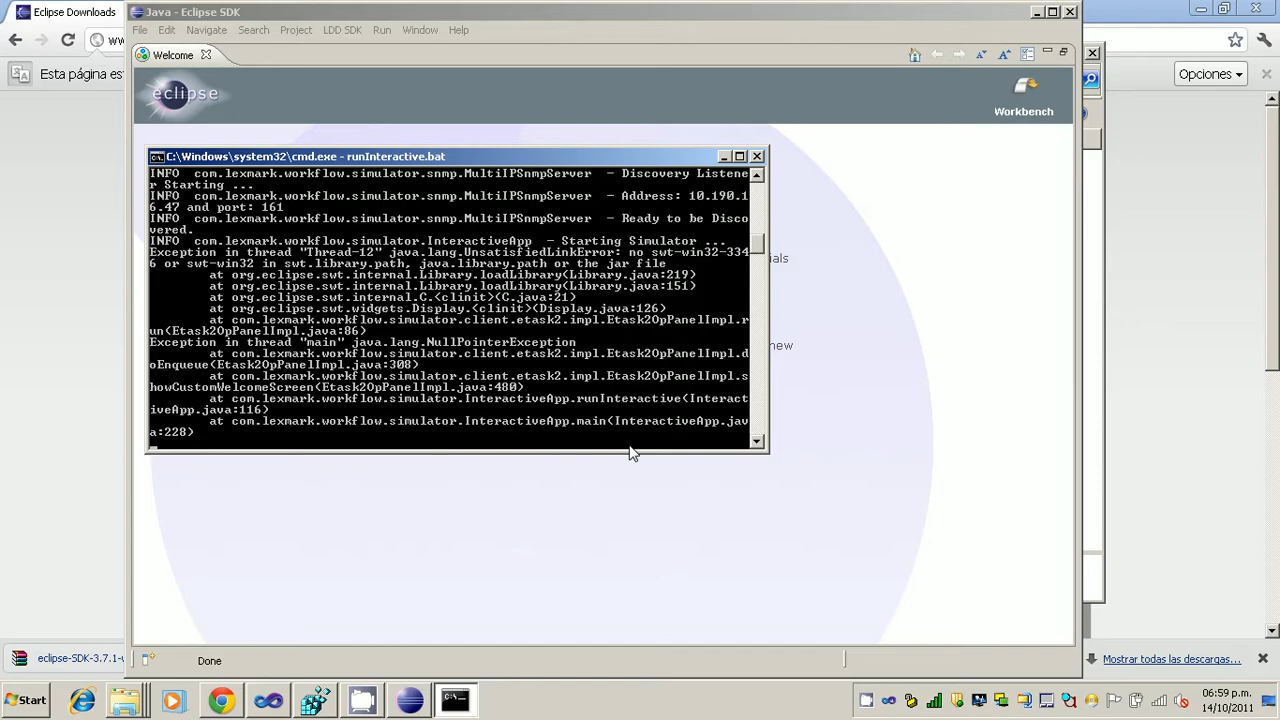 Eclipse Downloads
Java - Eclipse SDK
File Edit Navigate Search Project LDD SDK Run Window Help
Welcome
Esta página es
Opciones
eclipse
Workbench
C:\Windows\system32\cmd.exe - runInteractive.bat
INFO  com.lexmark.workflow.simulator.snmp.MultiIPSnmpServer  - Discovery Listene
r Starting ...
INFO  com.lexmark.workflow.simulator.snmp.MultiIPSnmpServer  - Address: 10.190.1
6.47 and port: 161
INFO  com.lexmark.workflow.simulator.snmp.MultiIPSnmpServer  - Ready to be Disco
vered.
INFO  com.lexmark.workflow.simulator.InteractiveApp  - Starting Simulator ...
Exception in thread "Thread-12" java.lang.UnsatisfiedLinkError: no swt-win32-334
6 or swt-win32 in swt.library.path, java.library.path or the jar file
at org.eclipse.swt.internal.Library.loadLibrary(Library.java:219)
at org.eclipse.swt.internal.Library.loadLibrary(Library.java:151)
at org.eclipse.swt.internal.C.<clinit>(C.java:21)
at org.eclipse.swt.widgets.Display.<clinit>(Display.java:126)
at com.lexmark.workflow.simulator.client.etask2.impl.Etask2OpPanelImpl.r
un(Etask2OpPanelImpl.java:86)
Exception in thread "main" java.lang.NullPointerException
at com.lexmark.workflow.simulator.client.etask2.impl.Etask2OpPanelImpl.d
oEnqueue(Etask2OpPanelImpl.java:308)
at com.lexmark.workflow.simulator.client.etask2.impl.Etask2OpPanelImpl.s
howCustomWelcomeScreen(Etask2OpPanelImpl.java:480)
at com.lexmark.workflow.simulator.InteractiveApp.runInteractive(Interact
iveApp.java:116)
at com.lexmark.workflow.simulator.InteractiveApp.main(InteractiveApp.jav
a:228)
ials
new
Done
eclipse-SDK-3.7.1-
Mostrar todas las descargas...
Start
06:59 p.m.
14/10/2011